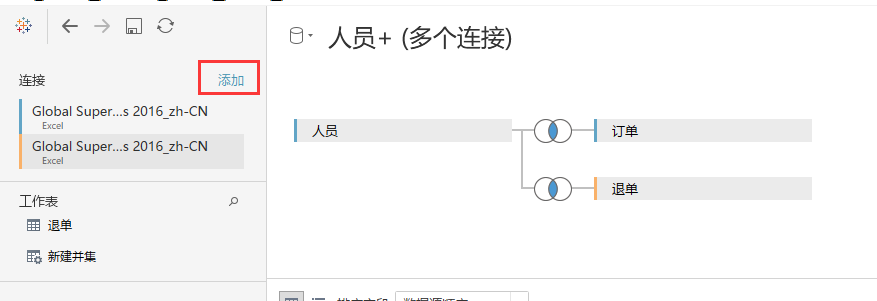 人员+ (多个连接)
连接 添加
Global Super...s 2016_zh-CN
Excel
Global Super...s 2016_zh-CN
Excel
人员
订单
退单
工作表
退单
新建并集